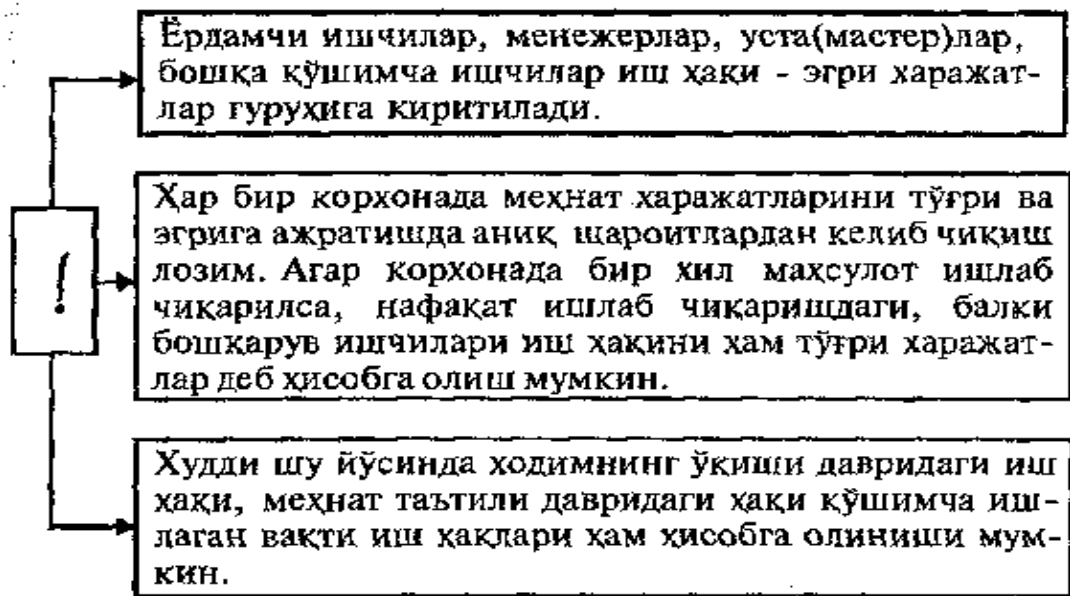 Ёрдамчи ишчилар, менежерлар, уста(мастер)лар,
бошқа қўшимча ишчилар иш ҳақи - эгри харажат-
лар гуруҳига киритилади.
!
Ҳар бир корхонада меҳнат харажатларини тўғри ва
эгрига ажратишда аниқ шароитлардан келиб чиқиш
лозим. Агар корхонада бир хил маҳсулот ишлаб
чиқарилса, нафақат ишлаб чиқаришдаги, балки
бошқарув ишчилари иш ҳақини ҳам тўғри харажат-
лар деб ҳисобга олиш мумкин.
Худди шу йўсинда ходимнинг ўқиши давридаги иш
ҳақи, меҳнат таътили давридаги ҳақи қўшимча иш-
лаган вақти иш ҳақлари ҳам ҳисобга олиниши мум-
кин.